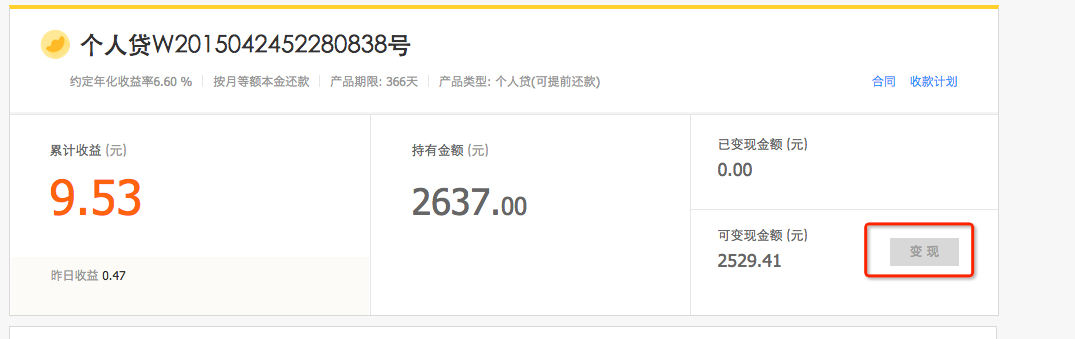 个人贷W2015042452280838号
约定年化收益率6.60 % 按月等额本金还款 产品期限: 366天 产品类型: 个人贷(可提前还款) 合同 收款计划
累计收益 (元)
9.53
昨日收益 0.47
持有金额 (元)
2637.00
已变现金额 (元)
0.00
可变现金额 (元)
2529.41
变 现